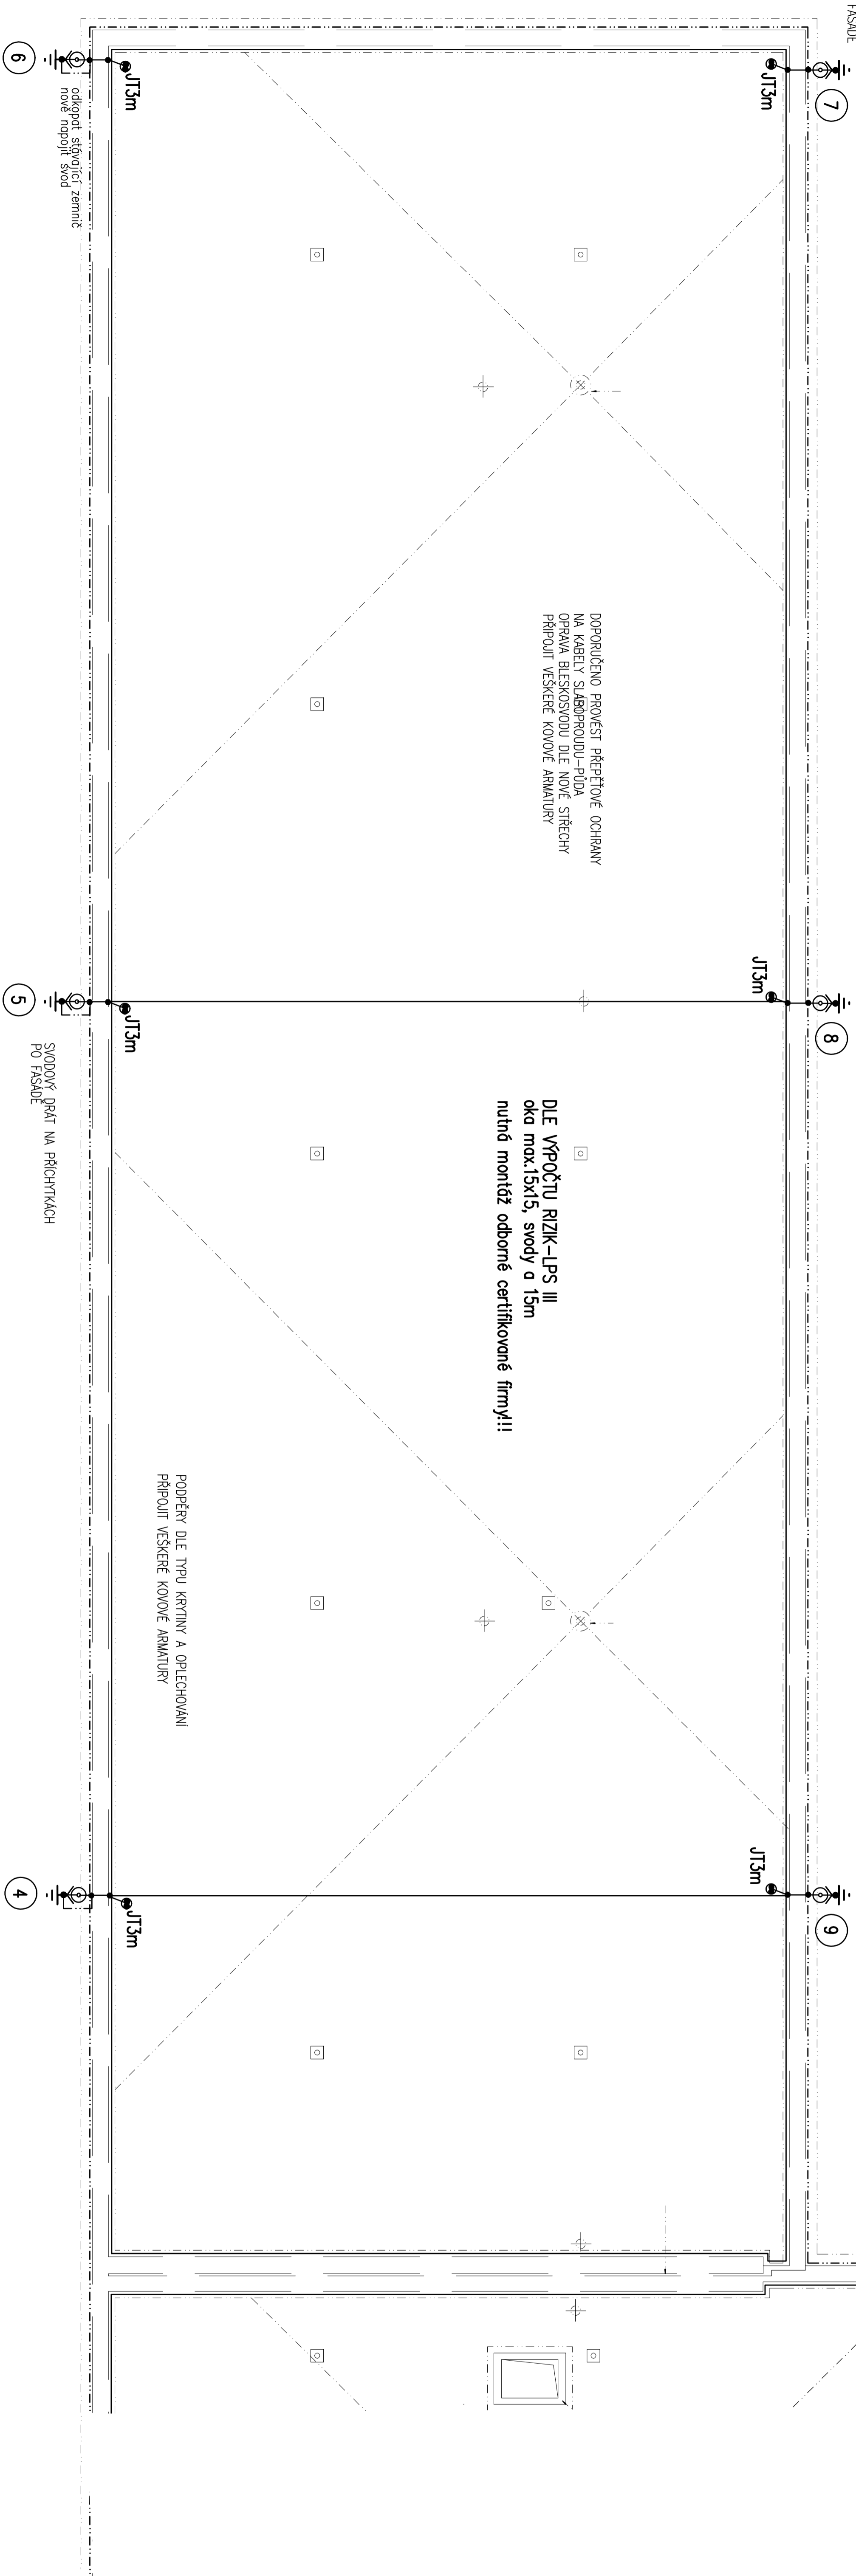 FASÁDĚ
6
7
JT3m
JT3m
odkopat stávající zemnič
nově napojit svod
DOPORUČENO PROVÉST PŘEPĚŤOVÉ OCHRANY
NA KABELY SLABOPROUDU-PŮDA
OPRAVA BLESKOSVODU DLE NOVÉ STŘECHY
PŘIPOJIT VEŠKERÉ KOVOVÉ ARMATURY
JT3m
JT3m
5
8
SVODOVÝ DRÁT NA PŘÍCHYTKÁCH
PO FASÁDĚ
DLE VÝPOČTU RIZIK-LPS III
oka max.15x15, svody a 15m
nutná montáž odborné certifikované firmy!!!
PODPĚRY DLE TYPU KRYTINY A OPLECHOVÁNÍ
PŘIPOJIT VEŠKERÉ KOVOVÉ ARMATURY
JT3m
JT3m
4
9